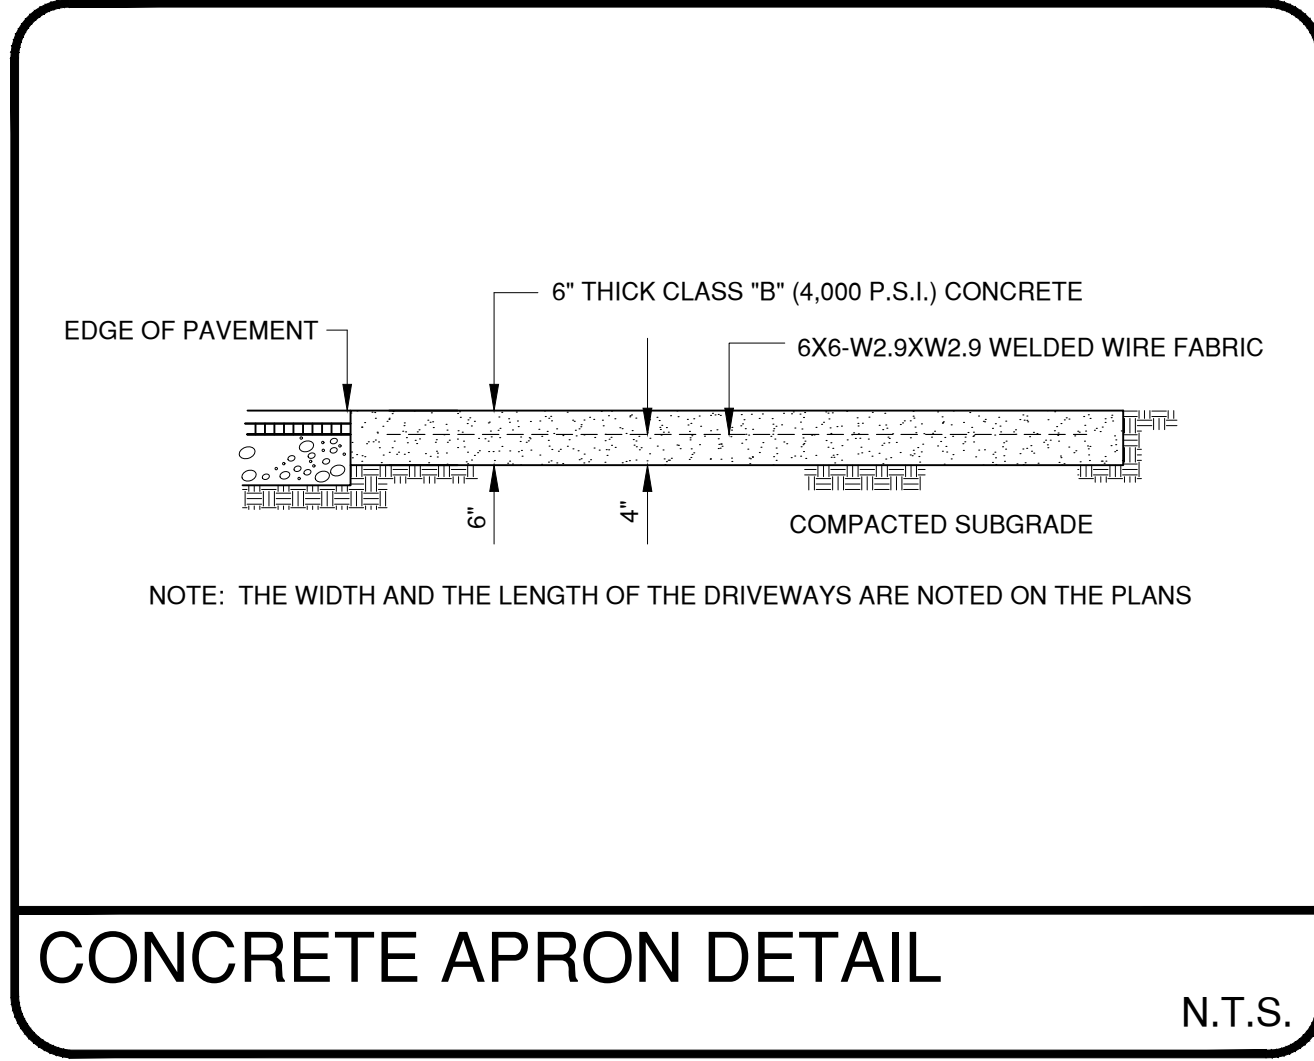 6" THICK CLASS "B" (4,000 P.S.I.) CONCRETE
EDGE OF PAVEMENT
6X6-W2.9XW2.9 WELDED WIRE FABRIC
6"
4"
COMPACTED SUBGRADE
NOTE:  THE WIDTH AND THE LENGTH OF THE DRIVEWAYS ARE NOTED ON THE PLANS
CONCRETE APRON DETAIL
N.T.S.